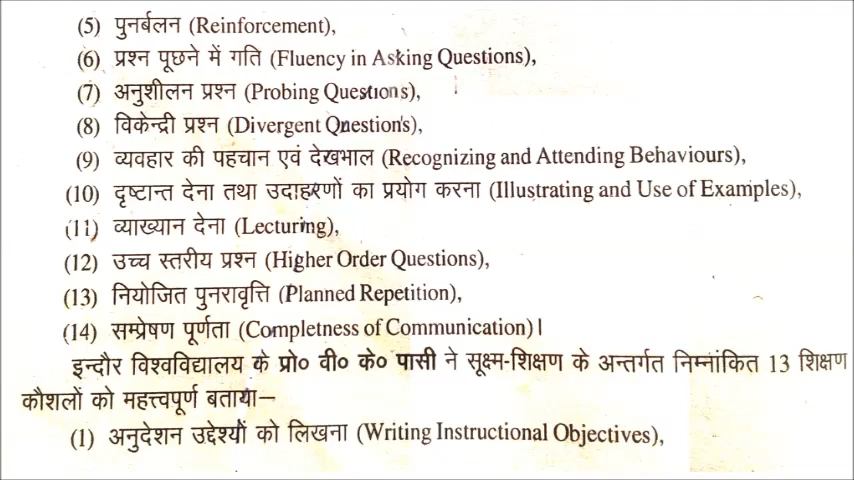 (5) पुनर्बलन (Reinforcement),
(6) प्रश्न पूछने में गति (Fluency in Asking Questions),
(7) अनुशीलन प्रश्न (Probing Questions),
(8) विकेन्द्री प्रश्न (Divergent Questions),
(9) व्यवहार की पहचान एवं देखभाल (Recognizing and Attending Behaviours),
(10) दृष्टान्त देना तथा उदाहरणों का प्रयोग करना (Illustrating and Use of Examples),
(11) व्याख्यान देना (Lecturing),
(12) उच्च स्तरीय प्रश्न (Higher Order Questions),
(13) नियोजित पुनरावृत्ति (Planned Repetition),
(14) सम्प्रेषण पूर्णता (Completness of Communication)।
इन्दौर विश्वविद्यालय के प्रो० वी० के० पासी ने सूक्ष्म-शिक्षण के अन्तर्गत निम्नांकित 13 शिक्षण
कौशलों को महत्त्वपूर्ण बताया—
(1) अनुदेशन उद्देश्यों को लिखना (Writing Instructional Objectives),